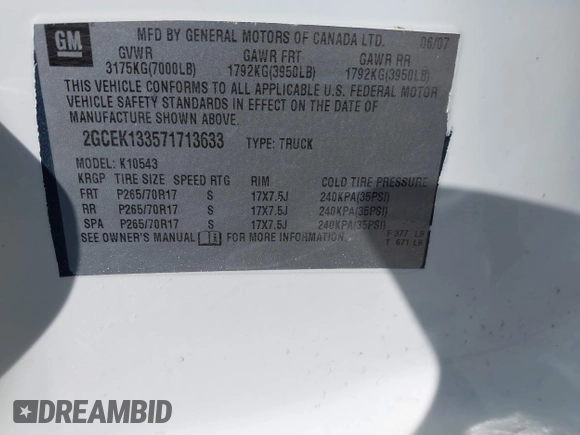 GM
MFD BY GENERAL MOTORS OF CANADA LTD. 06/07
GVWR GAWR FRT GAWR RR
3175KG(7000LB) 1792KG(3950LB) 1792KG(3950LB)
THIS VEHICLE CONFORMS TO ALL APPLICABLE U.S. FEDERAL MOTOR
VEHICLE SAFETY STANDARDS IN EFFECT ON THE DATE OF
MANUFACTURE SHOWN ABOVE.
2GCEK133571713633 TYPE: TRUCK
MODEL: K10543
KRGP TIRE SIZE SPEED RTG RIM COLD TIRE PRESSURE
FRT P265/70R17 S 17X7.5J 240KPA(35PSI)
RR P265/70R17 S 17X7.5J 240KPA(35PSI)
SPA P265/70R17 S 17X7.5J 240KPA(35PSI)
SEE OWNER'S MANUAL FOR MORE INFORMATION.
F 377 LB
T 671 LB
DREAMBID